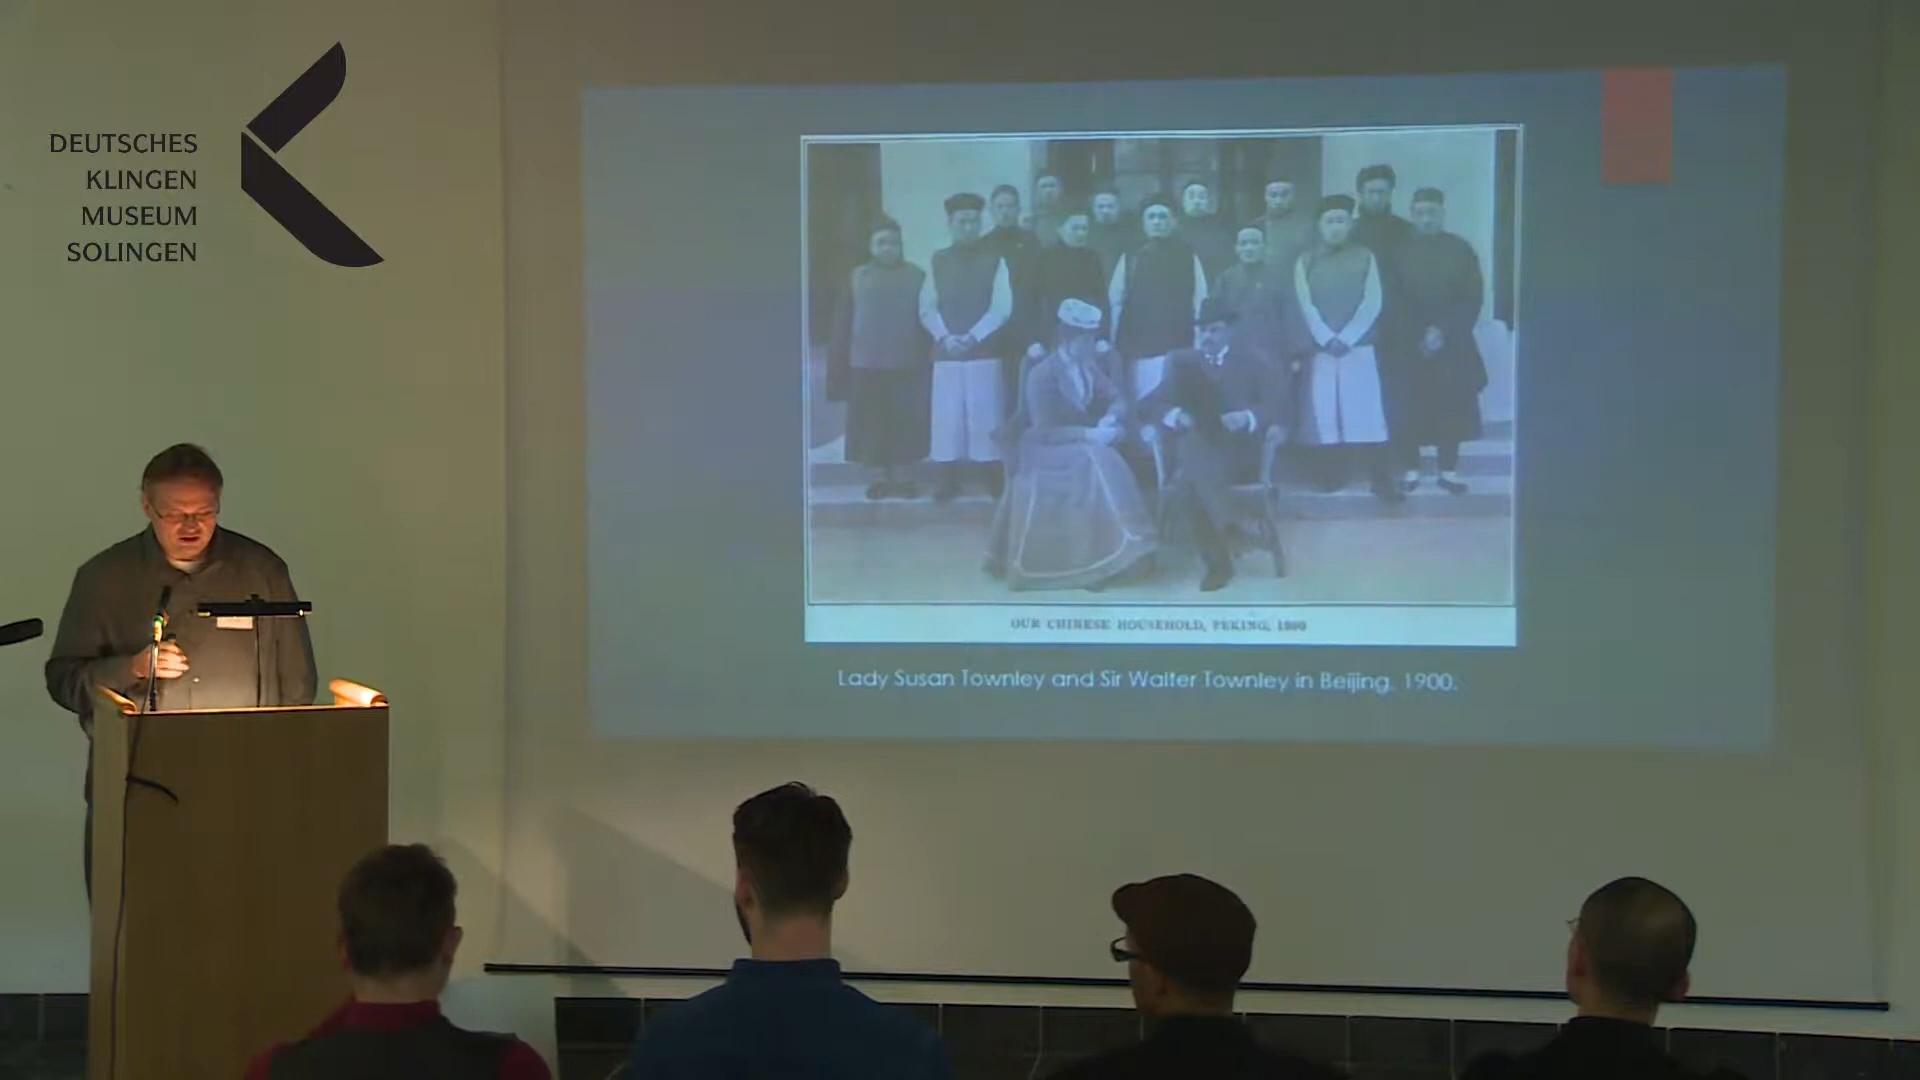 DEUTSCHES
KLINGEN
MUSEUM
SOLINGEN
OUR CHINESE HOUSEHOLD, PEKING, 1900
Lady Susan Townley and Sir Walter Townley in Beijing, 1900.